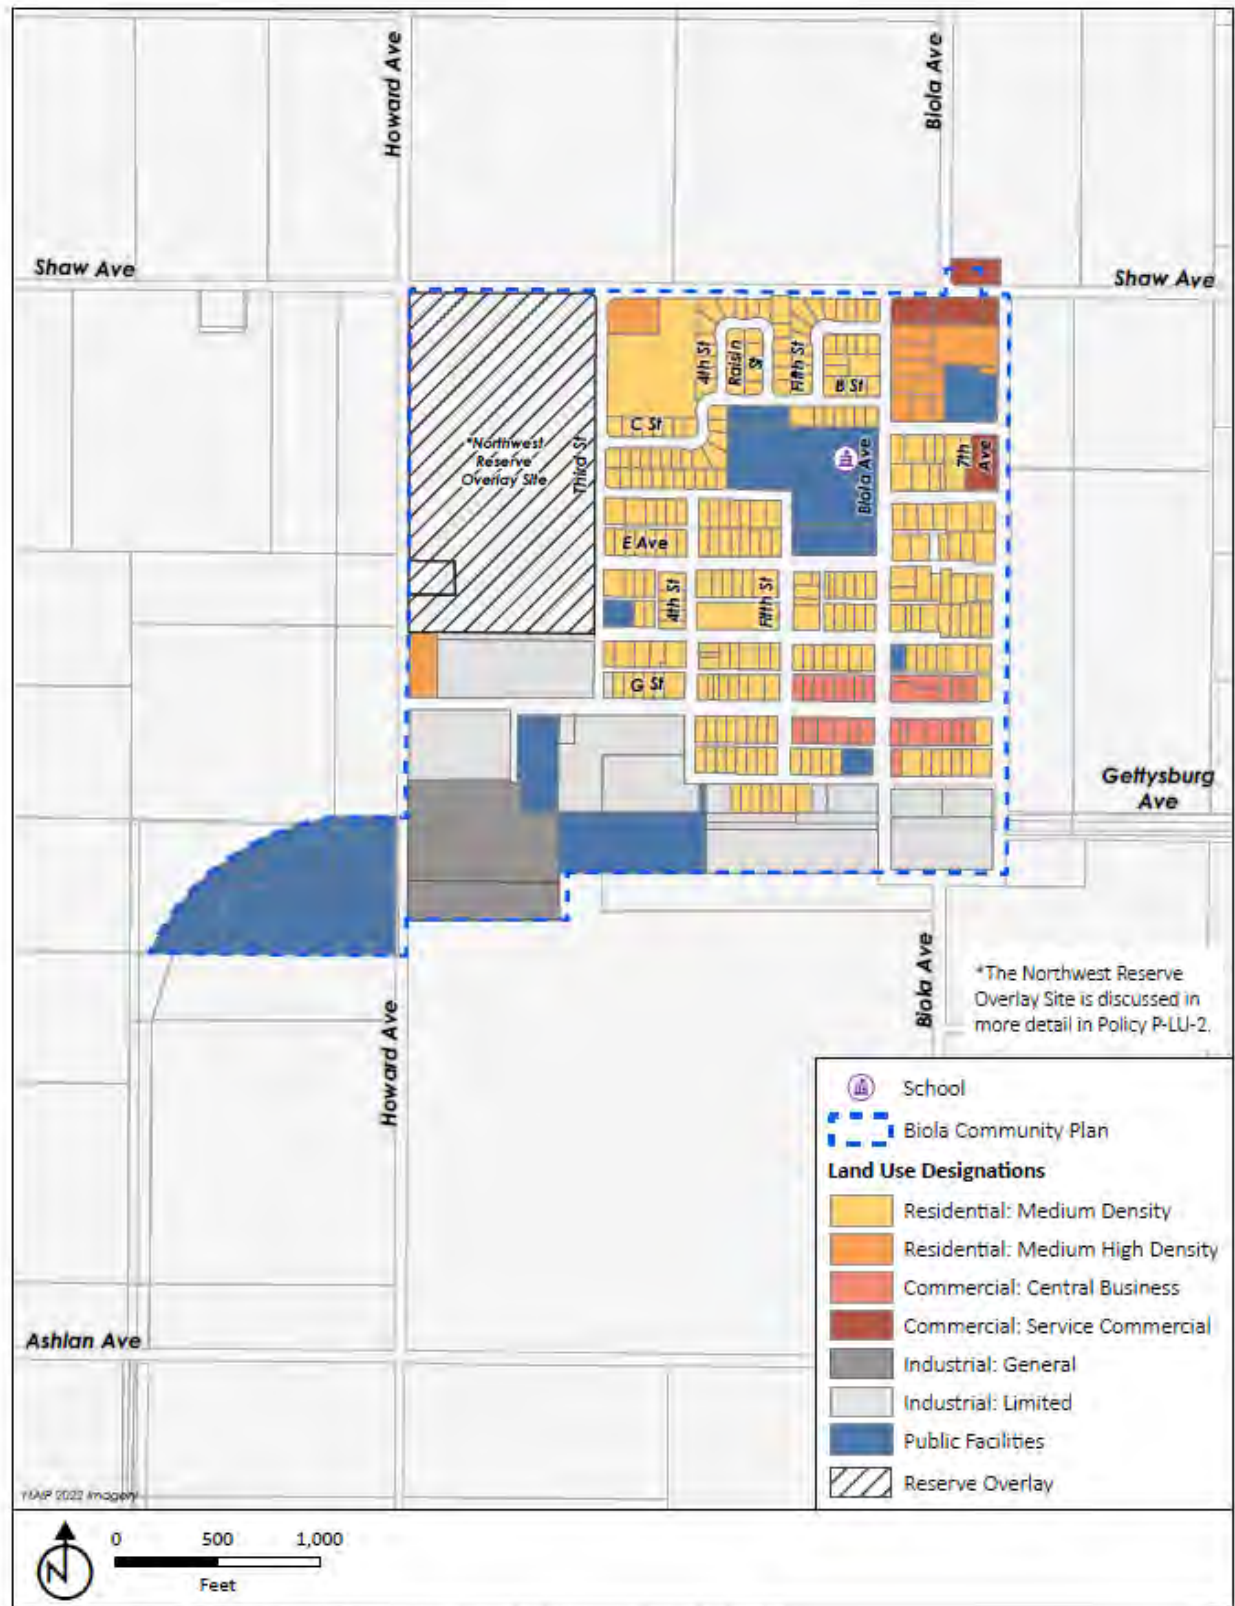 Howard Ave
Biola Ave
Shaw Ave
Shaw Ave
4th St
Raisin
St
Fifth St
B St
C St
*Northwest
Reserve
Overlay Site
Third St
Biola Ave
7th
Ave
E Ave
4th St
Fifth St
G St
Gettysburg
Ave
Biola Ave
*The Northwest Reserve
Overlay Site is discussed in
more detail in Policy P-LU-2.
Howard Ave
School
Biola Community Plan
Land Use Designations
Residential: Medium Density
Residential: Medium High Density
Commercial: Central Business
Commercial: Service Commercial
Industrial: General
Industrial: Limited
Public Facilities
Reserve Overlay
Ashlan Ave
2022 Imagery
N
0 500 1,000
Feet